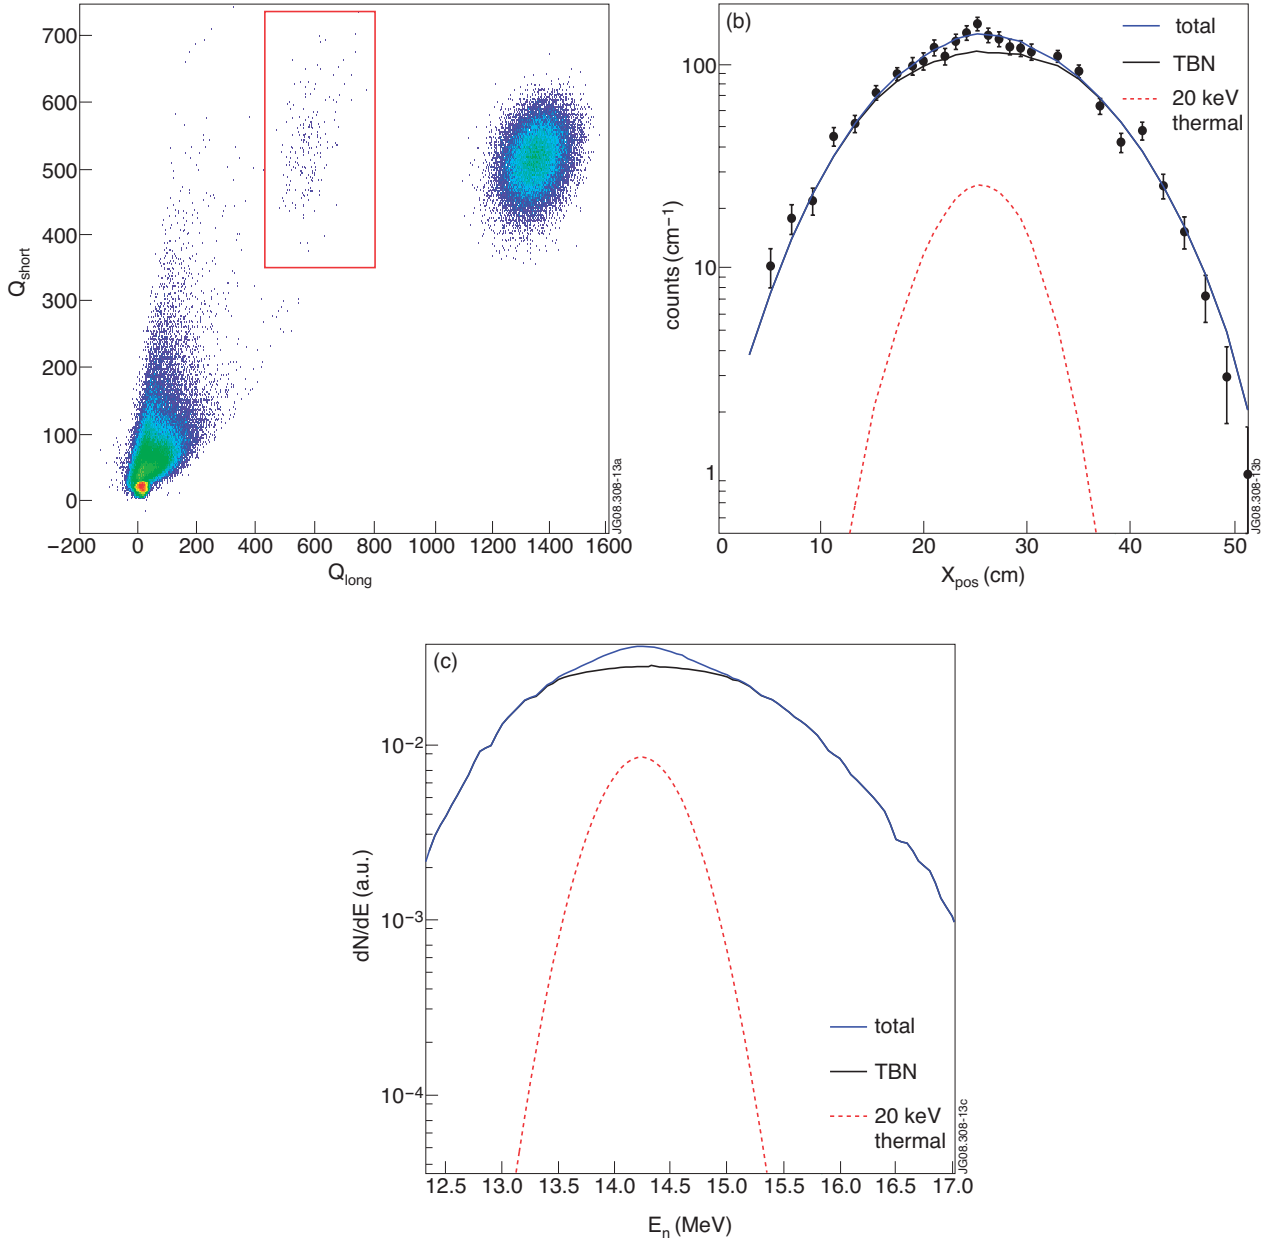 700
600
500
400
300
200
100
0
Q_short
−200
0
200
400
600
800
1000
1200
1400
1600
Q_long
JG08.308-13a
(b)
total
TBN
20 keV
thermal
100
10
1
counts (cm⁻¹)
0
10
20
30
40
50
X_pos (cm)
JG08.308-13b
(c)
10⁻²
10⁻³
10⁻⁴
dN/dE (a.u.)
total
TBN
20 keV
thermal
12.5
13.0
13.5
14.0
14.5
15.0
15.5
16.0
16.5
17.0
E_n (MeV)
JG08.308-13c